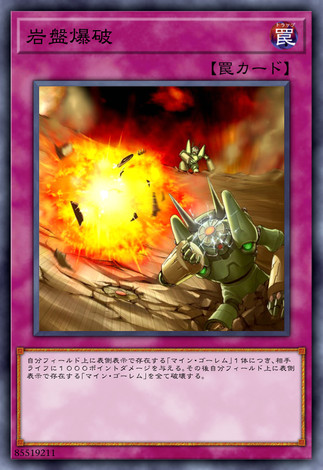 岩盤爆破
トラップ
罠
【罠カード】
自分フィールド上に表側表示で存在する「マイン・ゴーレム」1体につき、相手
ライフに1000ポイントダメージを与える。その後自分フィールド上に表側
表示で存在する「マイン・ゴーレム」を全て破壊する。
85519211